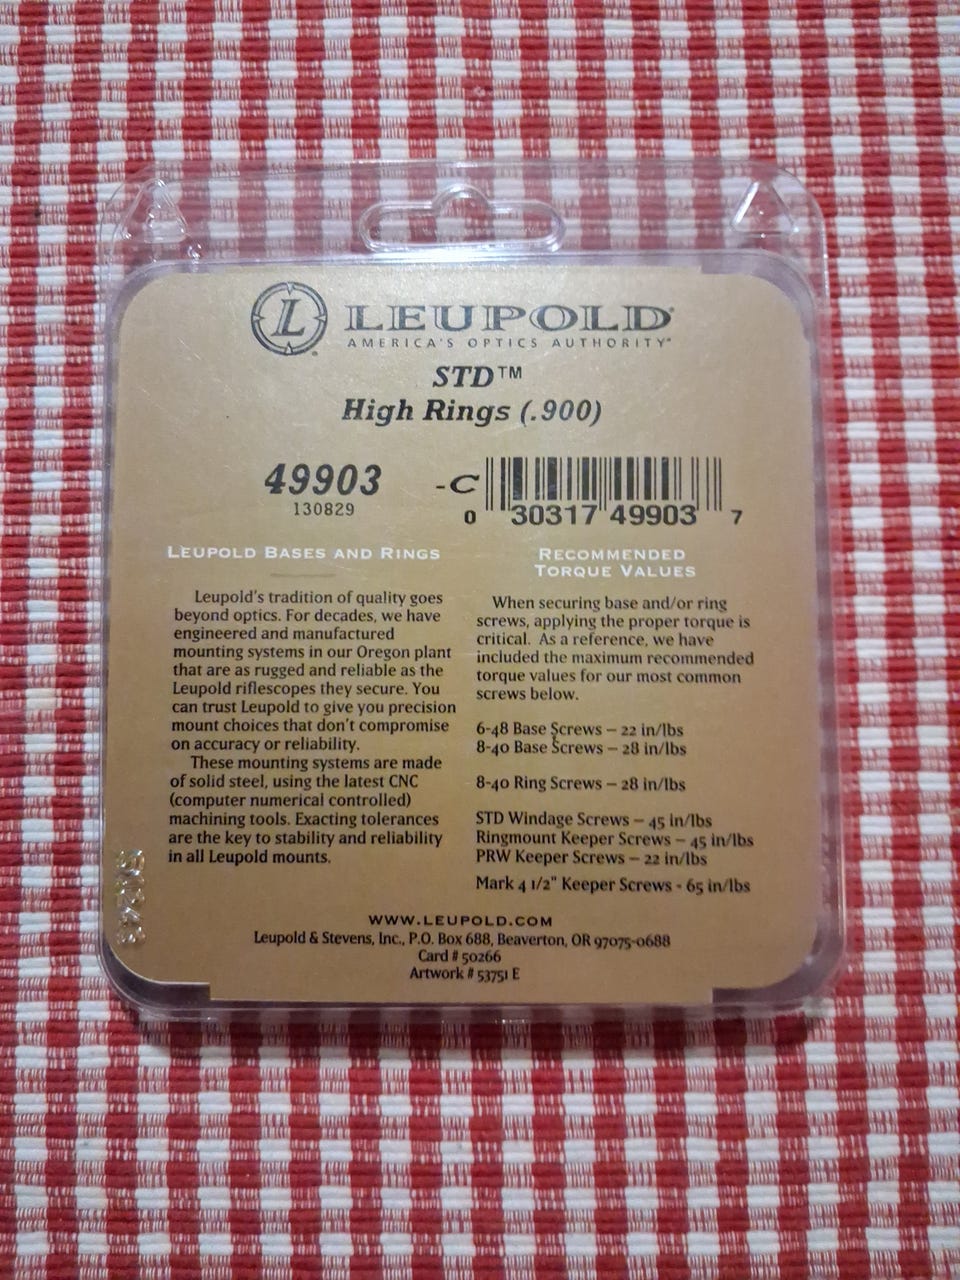 L LEUPOLD®
AMERICA'S OPTICS AUTHORITY®
STD™
High Rings (.900)
49903
130829
-C
0 30317 49903 7
LEUPOLD BASES AND RINGS
Leupold's tradition of quality goes
beyond optics. For decades, we have
engineered and manufactured
mounting systems in our Oregon plant
that are as rugged and reliable as the
Leupold riflescopes they secure. You
can trust Leupold to give you precision
mount choices that don't compromise
on accuracy or reliability.
These mounting systems are made
of solid steel, using the latest CNC
(computer numerical controlled)
machining tools. Exacting tolerances
are the key to stability and reliability
in all Leupold mounts.
RECOMMENDED
TORQUE VALUES
When securing base and/or ring
screws, applying the proper torque is
critical. As a reference, we have
included the maximum recommended
torque values for our most common
screws below.
6-48 Base Screws – 22 in/lbs
8-40 Base Screws – 28 in/lbs
8-40 Ring Screws – 28 in/lbs
STD Windage Screws – 45 in/lbs
Ringmount Keeper Screws – 45 in/lbs
PRW Keeper Screws – 22 in/lbs
Mark 4 1/2" Keeper Screws - 65 in/lbs
WWW.LEUPOLD.COM
Leupold & Stevens, Inc., P.O. Box 688, Beaverton, OR 97075-0688
Card # 50266
Artwork # 53751 E